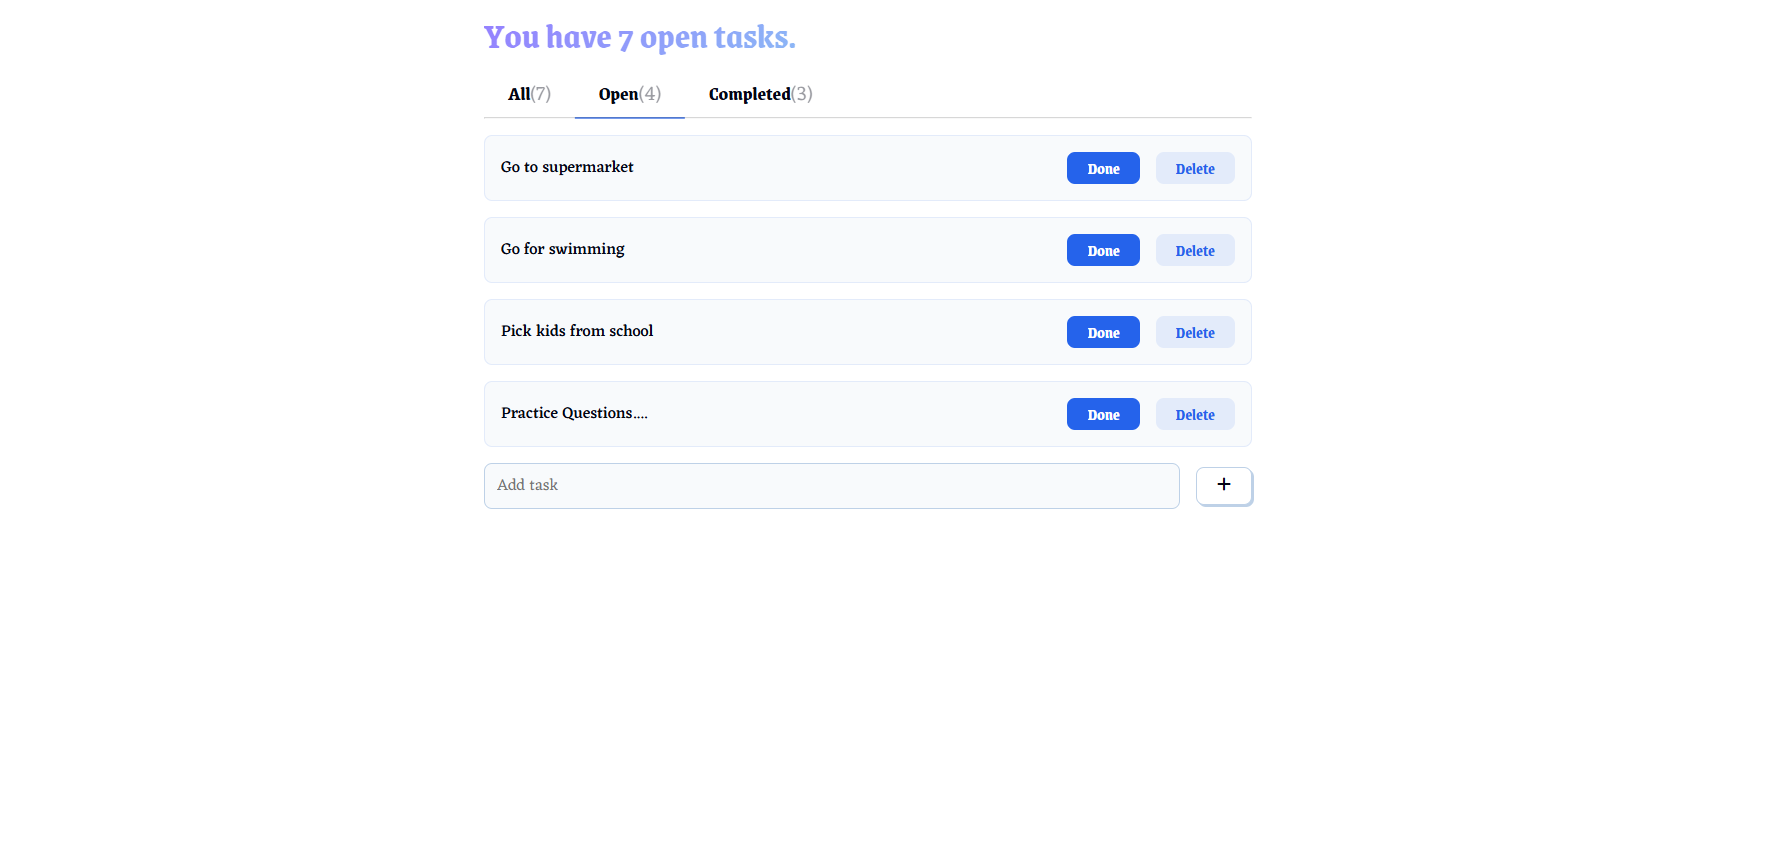 You have 7 open tasks.
All(7) Open(4) Completed(3)
Go to supermarket Done Delete
Go for swimming Done Delete
Pick kids from school Done Delete
Practice Questions.... Done Delete
Add task +